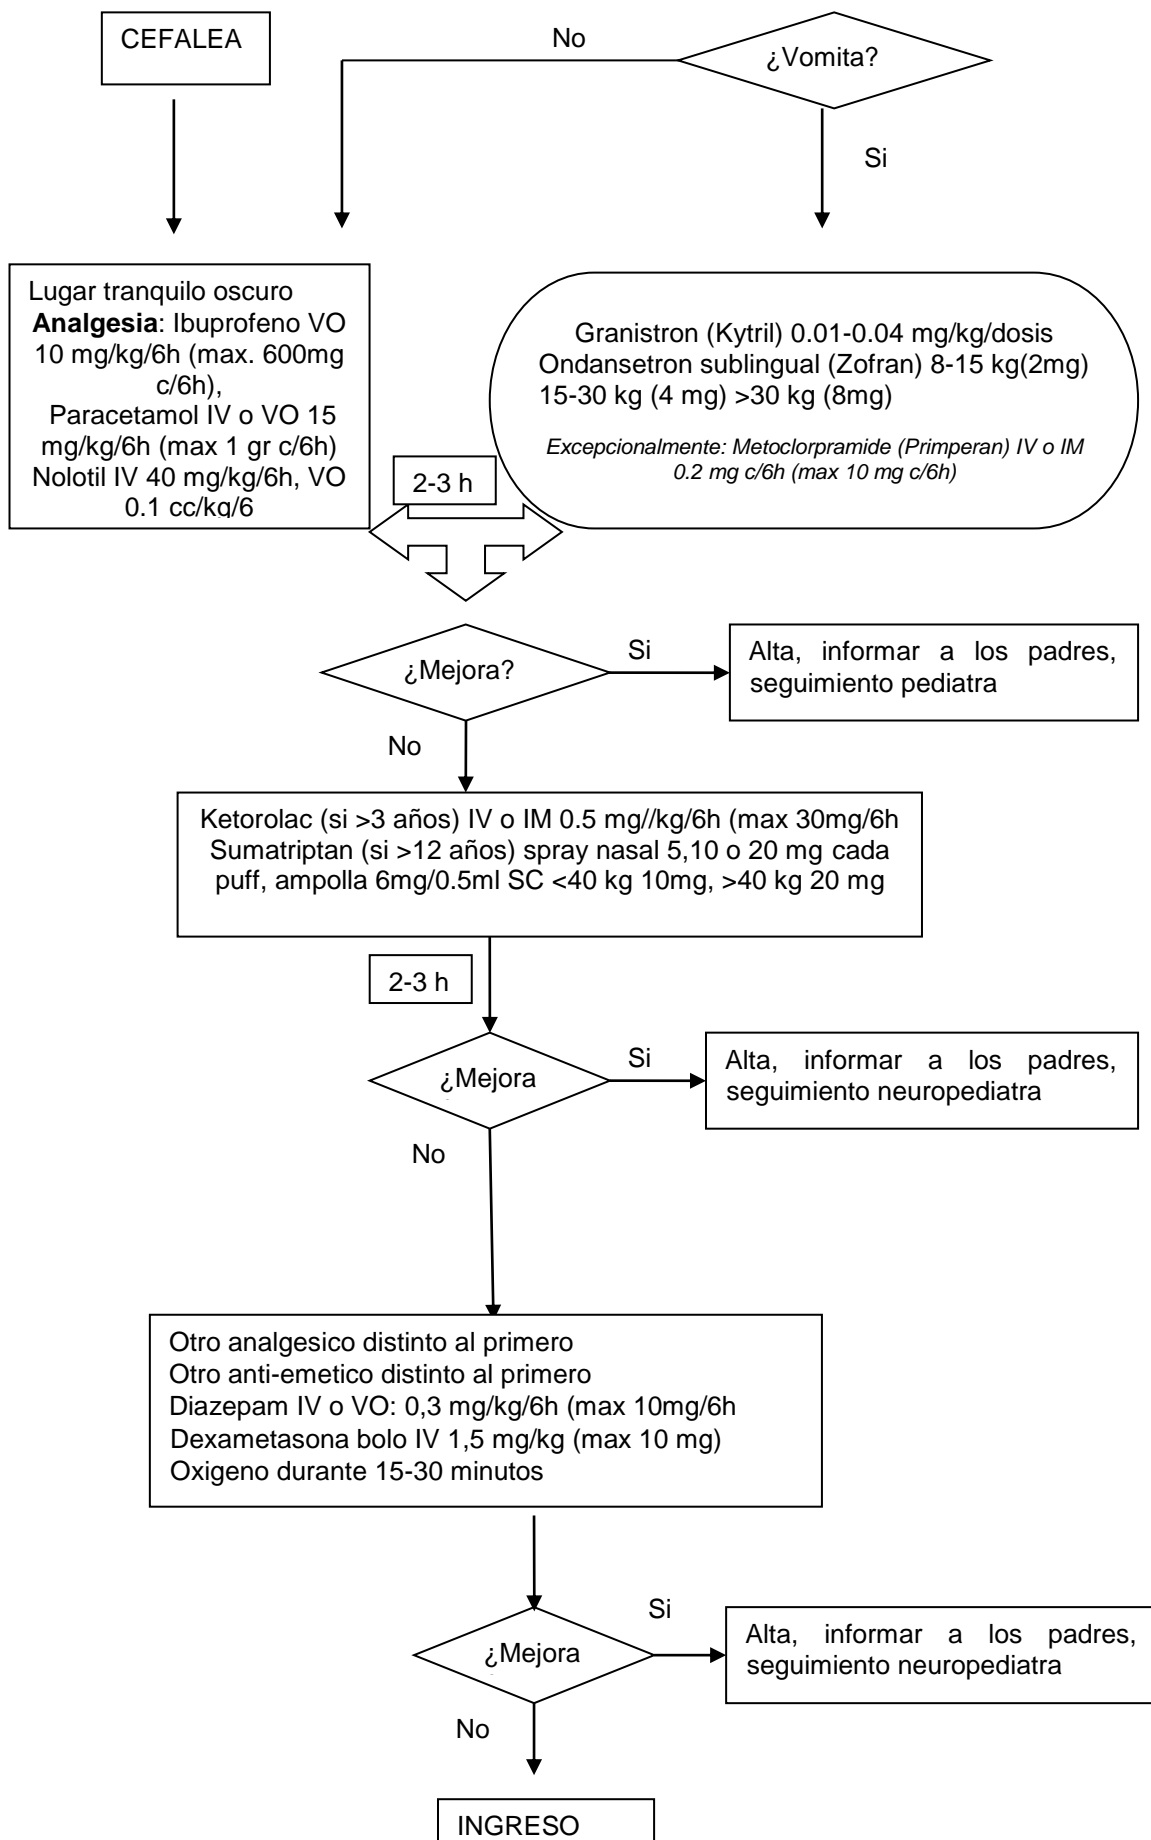 CEFALEA
No
¿Vomita?
Si
Lugar tranquilo oscuro
Analgesia: Ibuprofeno VO
10 mg/kg/6h (max. 600mg
c/6h),
Paracetamol IV o VO 15
mg/kg/6h (max 1 gr c/6h)
Nolotil IV 40 mg/kg/6h, VO
0.1 cc/kg/6
Granistron (Kytril) 0.01-0.04 mg/kg/dosis
Ondansetron sublingual (Zofran) 8-15 kg(2mg)
15-30 kg (4 mg) >30 kg (8mg)
Excepcionalmente: Metoclorpramide (Primperan) IV o IM
0.2 mg c/6h (max 10 mg c/6h)
2-3 h
¿Mejora?
Si
Alta, informar a los padres,
seguimiento pediatra
No
Ketorolac (si >3 años) IV o IM 0.5 mg//kg/6h (max 30mg/6h
Sumatriptan (si >12 años) spray nasal 5,10 o 20 mg cada
puff, ampolla 6mg/0.5ml SC <40 kg 10mg, >40 kg 20 mg
2-3 h
¿Mejora
Si
Alta, informar a los padres,
seguimiento neuropediatra
No
Otro analgesico distinto al primero
Otro anti-emetico distinto al primero
Diazepam IV o VO: 0,3 mg/kg/6h (max 10mg/6h
Dexametasona bolo IV 1,5 mg/kg (max 10 mg)
Oxigeno durante 15-30 minutos
¿Mejora
Si
Alta, informar a los padres,
seguimiento neuropediatra
No
INGRESO